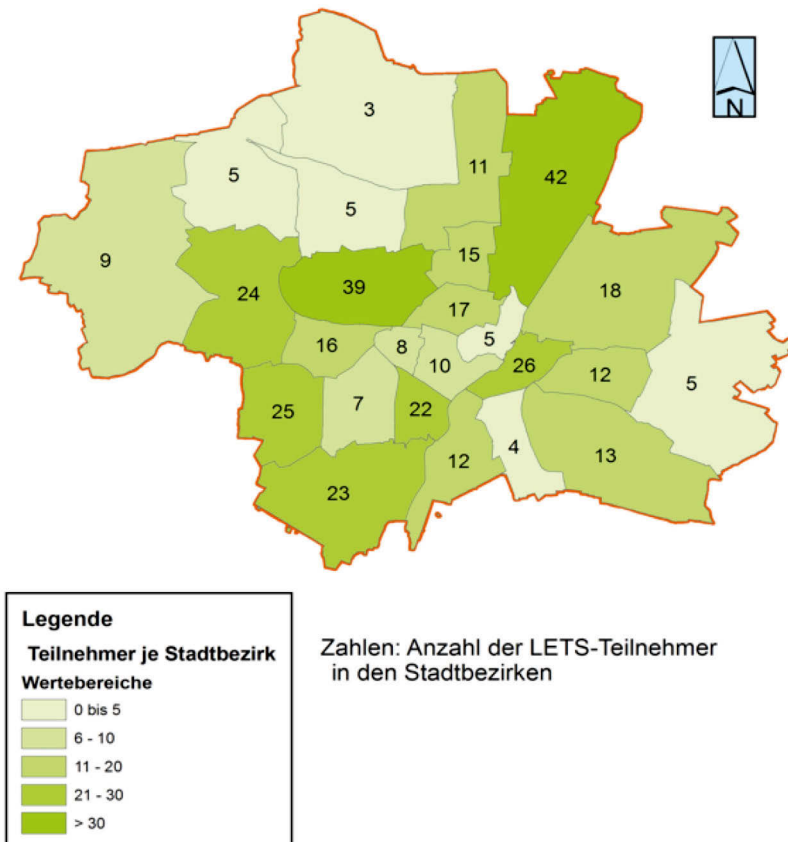 N
3
11
42
5
5
9
15
24
39
18
17
5
16
8
10
26
12
5
25
7
22
4
12
13
23
Legende
Teilnehmer je Stadtbezirk
Wertebereiche
0 bis 5
6 - 10
11 - 20
21 - 30
> 30
Zahlen: Anzahl der LETS-Teilnehmer
in den Stadtbezirken